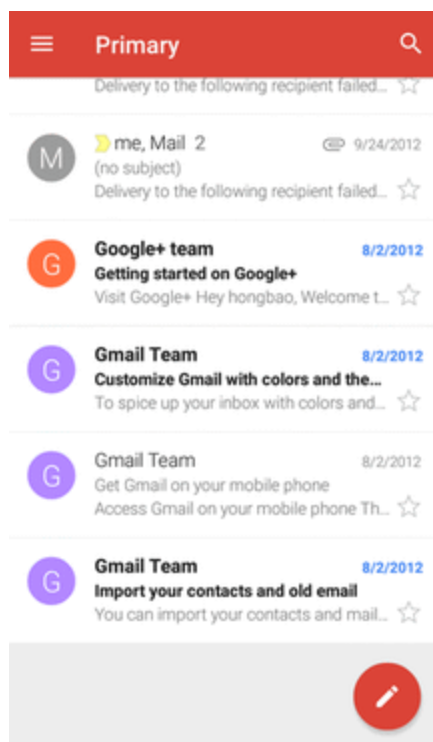 Primary
Delivery to the following recipient failed...
M
me, Mail 2
9/24/2012
(no subject)
Delivery to the following recipient failed...
G
Google+ team
8/2/2012
Getting started on Google+
Visit Google+ Hey hongbao, Welcome t...
G
Gmail Team
8/2/2012
Customize Gmail with colors and the...
To spice up your inbox with colors and...
G
Gmail Team
8/2/2012
Get Gmail on your mobile phone
Access Gmail on your mobile phone Th...
G
Gmail Team
8/2/2012
Import your contacts and old email
You can import your contacts and mail...